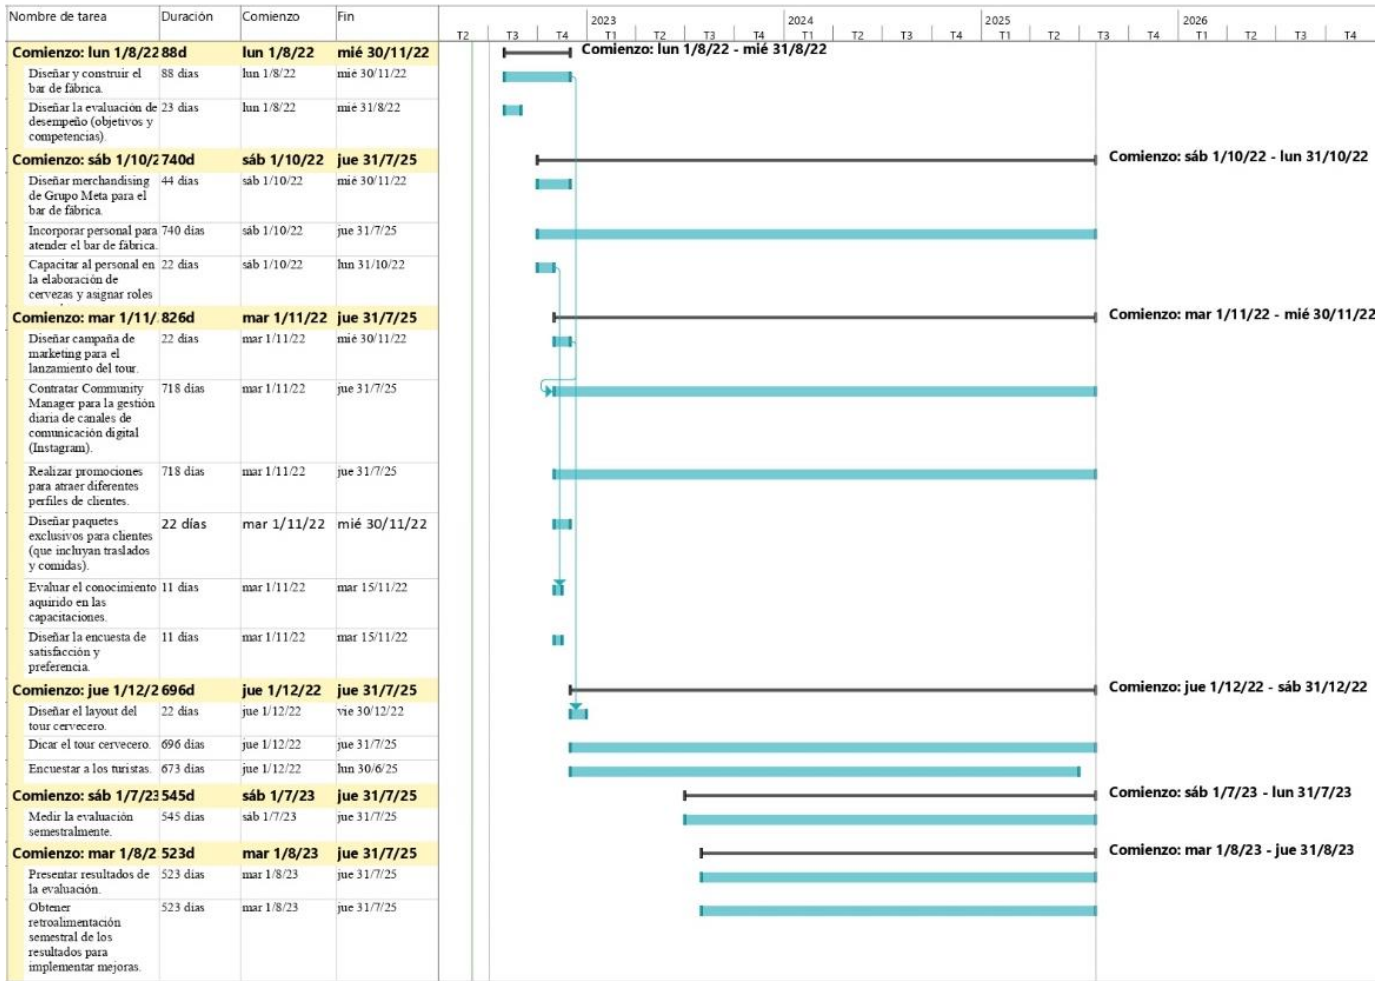 Nombre de tarea Duración Comienzo Fin
2023 2024 2025 2026
T2 T3 T4 T1 T2 T3 T4 T1 T2 T3 T4 T1 T2 T3 T4 T1 T2 T3 T4
Comienzo: lun 1/8/22 88d lun 1/8/22 mié 30/11/22 Comienzo: lun 1/8/22 - mié 31/8/22
Diseñar y construir el 88 días lun 1/8/22 mié 30/11/22
bar de fábrica.
Diseñar la evaluación de 23 días lun 1/8/22 mié 31/8/22
desempeño (objetivos y
competencias).
Comienzo: sáb 1/10/2 740d sáb 1/10/22 jue 31/7/25 Comienzo: sáb 1/10/22 - lun 31/10/22
Diseñar merchandising 44 días sáb 1/10/22 mié 30/11/22
de Grupo Meta para el
bar de fábrica.
Incorporar personal para 740 días sáb 1/10/22 jue 31/7/25
atender el bar de fábrica.
Capacitar al personal en 22 días sáb 1/10/22 lun 31/10/22
la elaboración de
cervezas y asignar roles
Comienzo: mar 1/11/ 826d mar 1/11/22 jue 31/7/25 Comienzo: mar 1/11/22 - mié 30/11/22
Diseñar campaña de 22 días mar 1/11/22 mié 30/11/22
marketing para el
lanzamiento del tour.
Contratar Community 718 días mar 1/11/22 jue 31/7/25
Manager para la gestión
diaria de canales de
comunicación digital
(Instagram).
Realizar promociones 718 días mar 1/11/22 jue 31/7/25
para atraer diferentes
perfiles de clientes.
Diseñar paquetes 22 días mar 1/11/22 mié 30/11/22
exclusivos para clientes
(que incluyan traslados
y comidas).
Evaluar el conocimiento 11 días mar 1/11/22 mar 15/11/22
aquirido en las
capacitaciones.
Diseñar la encuesta de 11 días mar 1/11/22 mar 15/11/22
satisfacción y
preferencia.
Comienzo: jue 1/12/2 696d jue 1/12/22 jue 31/7/25 Comienzo: jue 1/12/22 - sáb 31/12/22
Diseñar el layout del 22 días jue 1/12/22 vie 30/12/22
tour cervecero.
Dicar el tour cervecero. 696 días jue 1/12/22 jue 31/7/25
Encuestar a los turistas. 673 días jue 1/12/22 lun 30/6/25
Comienzo: sáb 1/7/23 545d sáb 1/7/23 jue 31/7/25 Comienzo: sáb 1/7/23 - lun 31/7/23
Medir la evaluación 545 días sáb 1/7/23 jue 31/7/25
semestralmente.
Comienzo: mar 1/8/2 523d mar 1/8/23 jue 31/7/25 Comienzo: mar 1/8/23 - jue 31/8/23
Presentar resultados de 523 días mar 1/8/23 jue 31/7/25
la evaluación.
Obtener 523 días mar 1/8/23 jue 31/7/25
retroalimentación
semestral de los
resultados para
implementar mejoras.